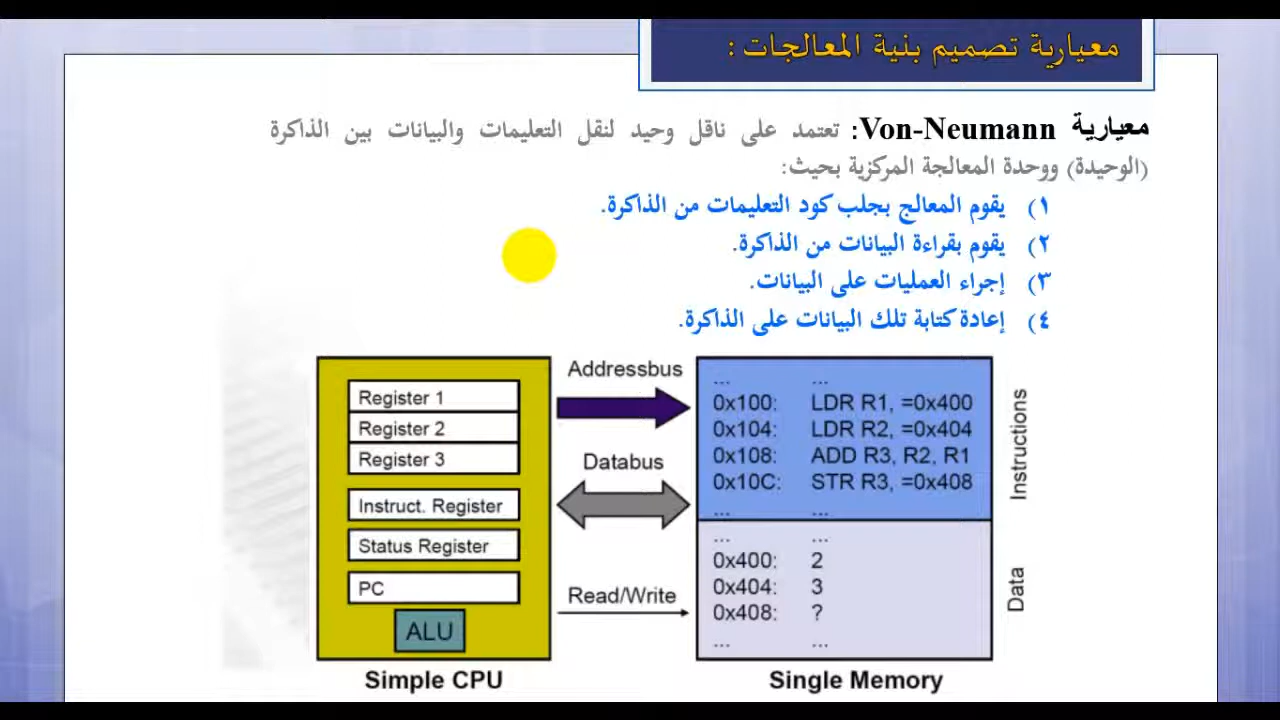 معيارية تصميم بنية المعالجات:
معيارية Von-Neumann: تعتمد على ناقل وحيد لنقل التعليمات والبيانات بين الذاكرة
(الوحيدة) ووحدة المعالجة المركزية بحيث:
١) يقوم المعالج بجلب كود التعليمات من الذاكرة.
٢) يقوم بقراءة البيانات من الذاكرة.
٣) إجراء العمليات على البيانات.
٤) إعادة كتابة تلك البيانات على الذاكرة.
Register 1
Register 2
Register 3
Instruct. Register
Status Register
PC
ALU
Simple CPU
Addressbus
Databus
Read/Write
... ...
0x100: LDR R1, =0x400
0x104: LDR R2, =0x404
0x108: ADD R3, R2, R1
0x10C: STR R3, =0x408
... ...
... ...
0x400: 2
0x404: 3
0x408: ?
... ...
Single Memory
Instructions
Data